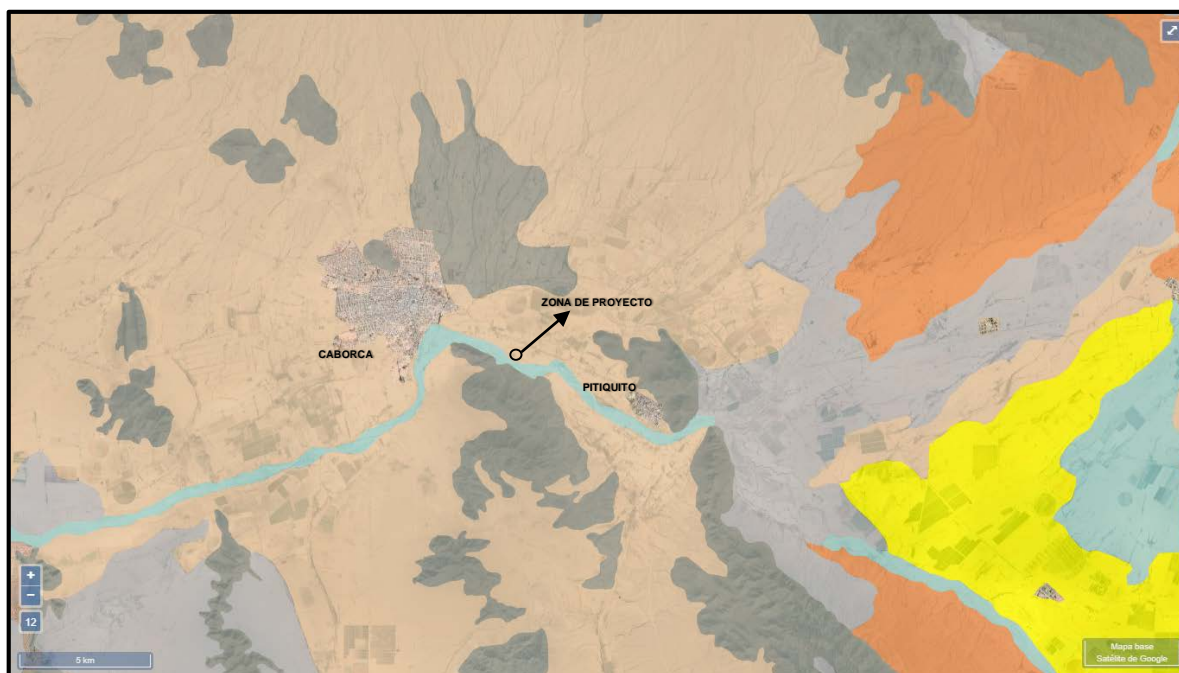 ZONA DE PROYECTO
CABORCA
PITIQUITO
+
−
12
5 km
Mapa base
Satélite de Google